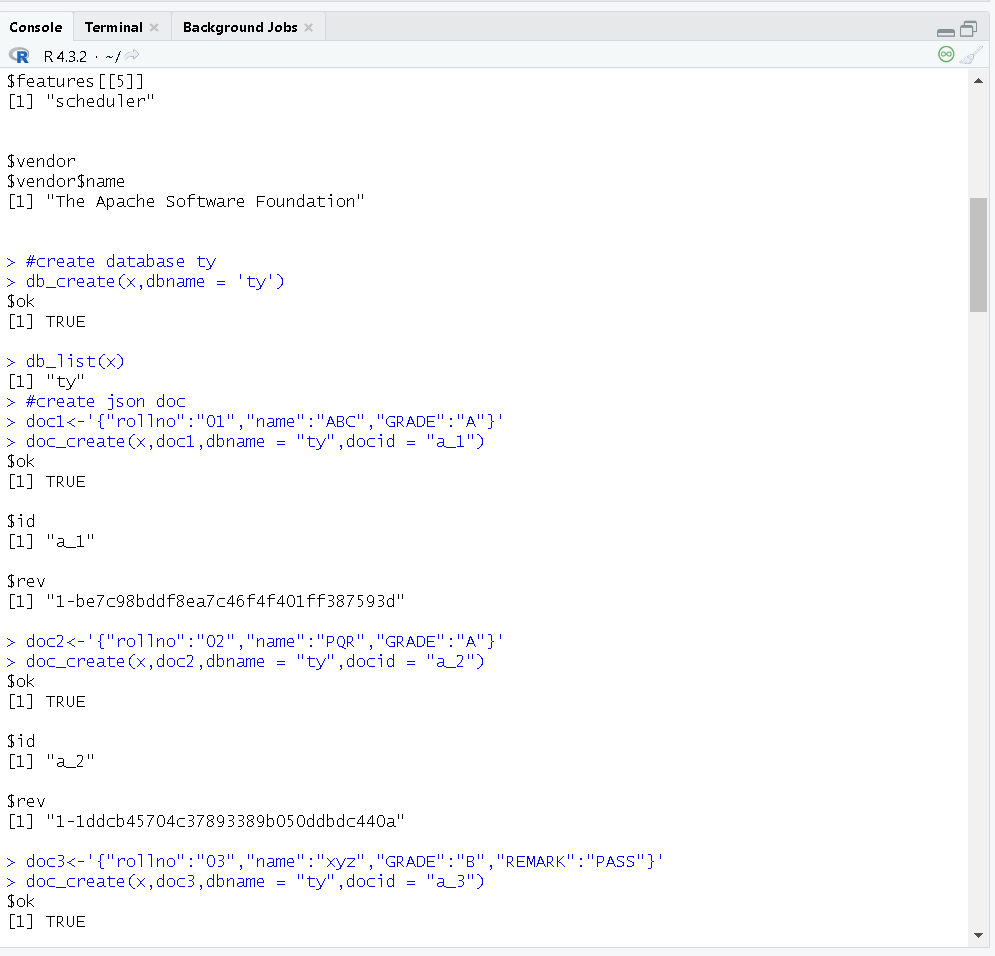 Console Terminal Background Jobs
R 4.3.2 · ~/
$features[[5]]
[1] "scheduler"
$vendor
$vendor$name
[1] "The Apache Software Foundation"
> #create database ty
> db_create(x,dbname = 'ty')
$ok
[1] TRUE
> db_list(x)
[1] "ty"
> #create json doc
> doc1<-'{"rollno":"01","name":"ABC","GRADE":"A"}'
> doc_create(x,doc1,dbname = "ty",docid = "a_1")
$ok
[1] TRUE
$id
[1] "a_1"
$rev
[1] "1-be7c98bddf8ea7c46f4f401ff387593d"
> doc2<-'{"rollno":"02","name":"PQR","GRADE":"A"}'
> doc_create(x,doc2,dbname = "ty",docid = "a_2")
$ok
[1] TRUE
$id
[1] "a_2"
$rev
[1] "1-1ddcb45704c37893389b050ddbdc440a"
> doc3<-'{"rollno":"03","name":"xyz","GRADE":"B","REMARK":"PASS"}'
> doc_create(x,doc3,dbname = "ty",docid = "a_3")
$ok
[1] TRUE